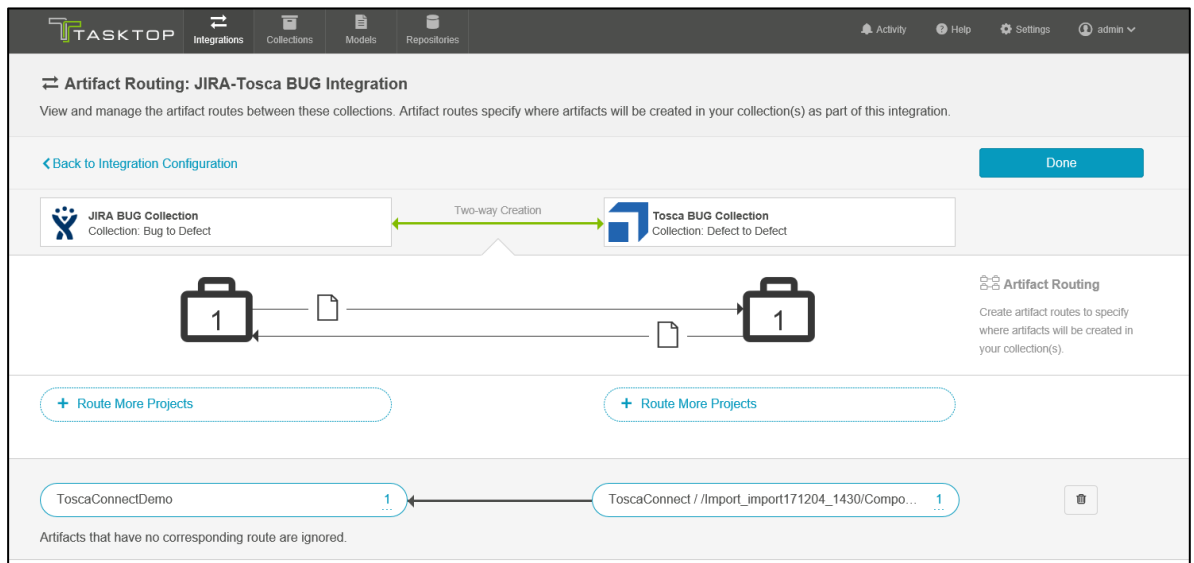 TASKTOP
Integrations
Collections
Models
Repositories
Activity
Help
Settings
admin
Artifact Routing: JIRA-Tosca BUG Integration
View and manage the artifact routes between these collections. Artifact routes specify where artifacts will be created in your collection(s) as part of this integration.
Back to Integration Configuration
Done
JIRA BUG Collection
Collection: Bug to Defect
Two-way Creation
Tosca BUG Collection
Collection: Defect to Defect
1
1
Artifact Routing
Create artifact routes to specify
where artifacts will be created in
your collection(s).
+ Route More Projects
+ Route More Projects
ToscaConnectDemo 1
ToscaConnect / /Import_import171204_1430/Compo... 1
Artifacts that have no corresponding route are ignored.